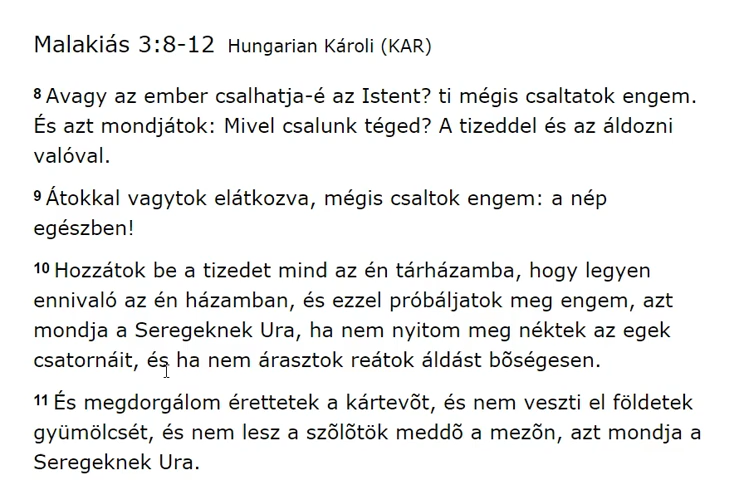 Malakiás 3:8-12 Hungarian Károli (KAR)
8 Avagy az ember csalhatja-é az Istent? ti mégis csaltatok engem.
És azt mondjátok: Mivel csalunk téged? A tizeddel és az áldozni
valóval.
9 Átokkal vagytok elátkozva, mégis csaltok engem: a nép
egészben!
10 Hozzátok be a tizedet mind az én tárházamba, hogy legyen
ennivaló az én házamban, és ezzel próbáljatok meg engem, azt
mondja a Seregeknek Ura, ha nem nyitom meg néktek az egek
csatornáit, és ha nem árasztok reátok áldást bõségesen.
11 És megdorgálom érettetek a kártevõt, és nem veszti el földetek
gyümölcsét, és nem lesz a szõlõtök meddõ a mezõn, azt mondja a
Seregeknek Ura.